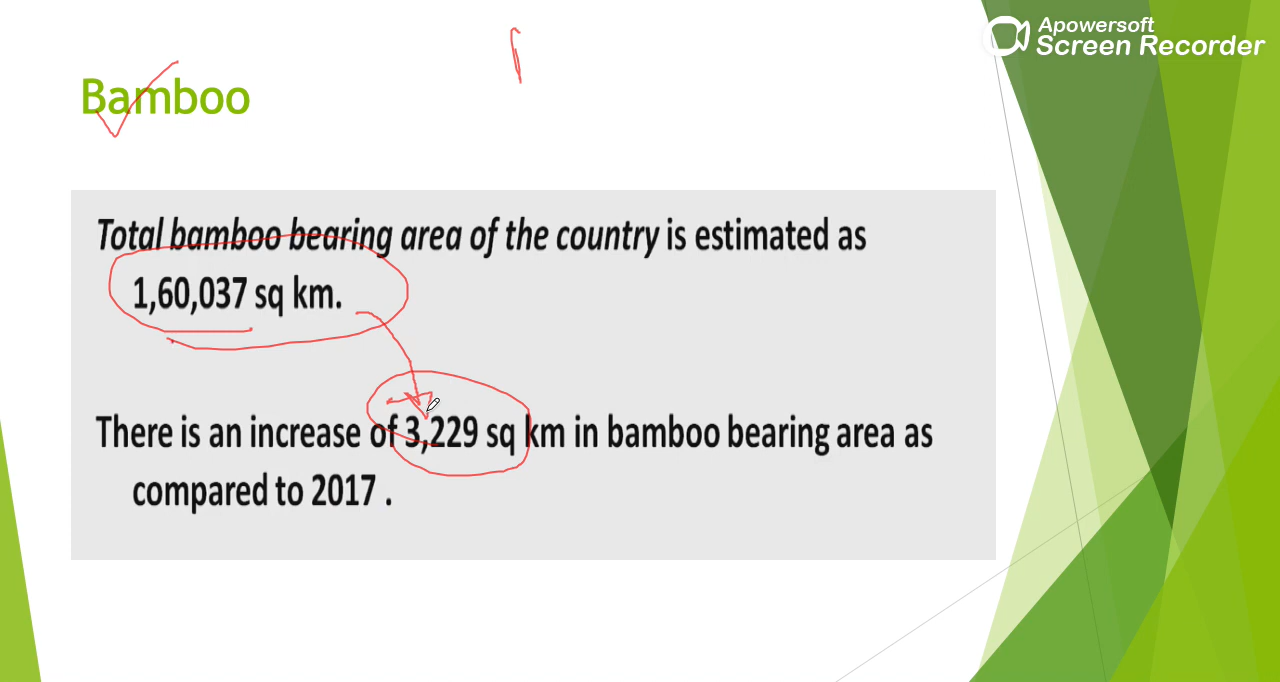 Apowersoft
Screen Recorder
Bamboo
Total bamboo bearing area of the country is estimated as
1,60,037 sq km.
There is an increase of 3,229 sq km in bamboo bearing area as
compared to 2017 .